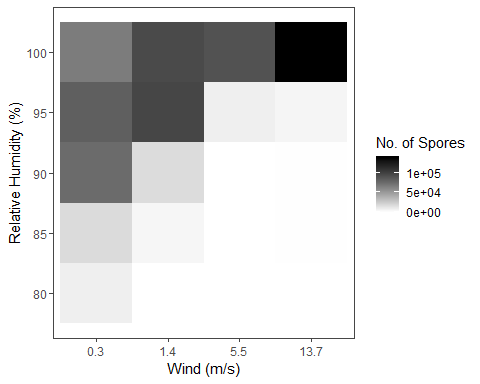 100
95
90
85
80
Relative Humidity (%)
0.3 1.4 5.5 13.7
Wind (m/s)
No. of Spores
1e+05
5e+04
0e+00